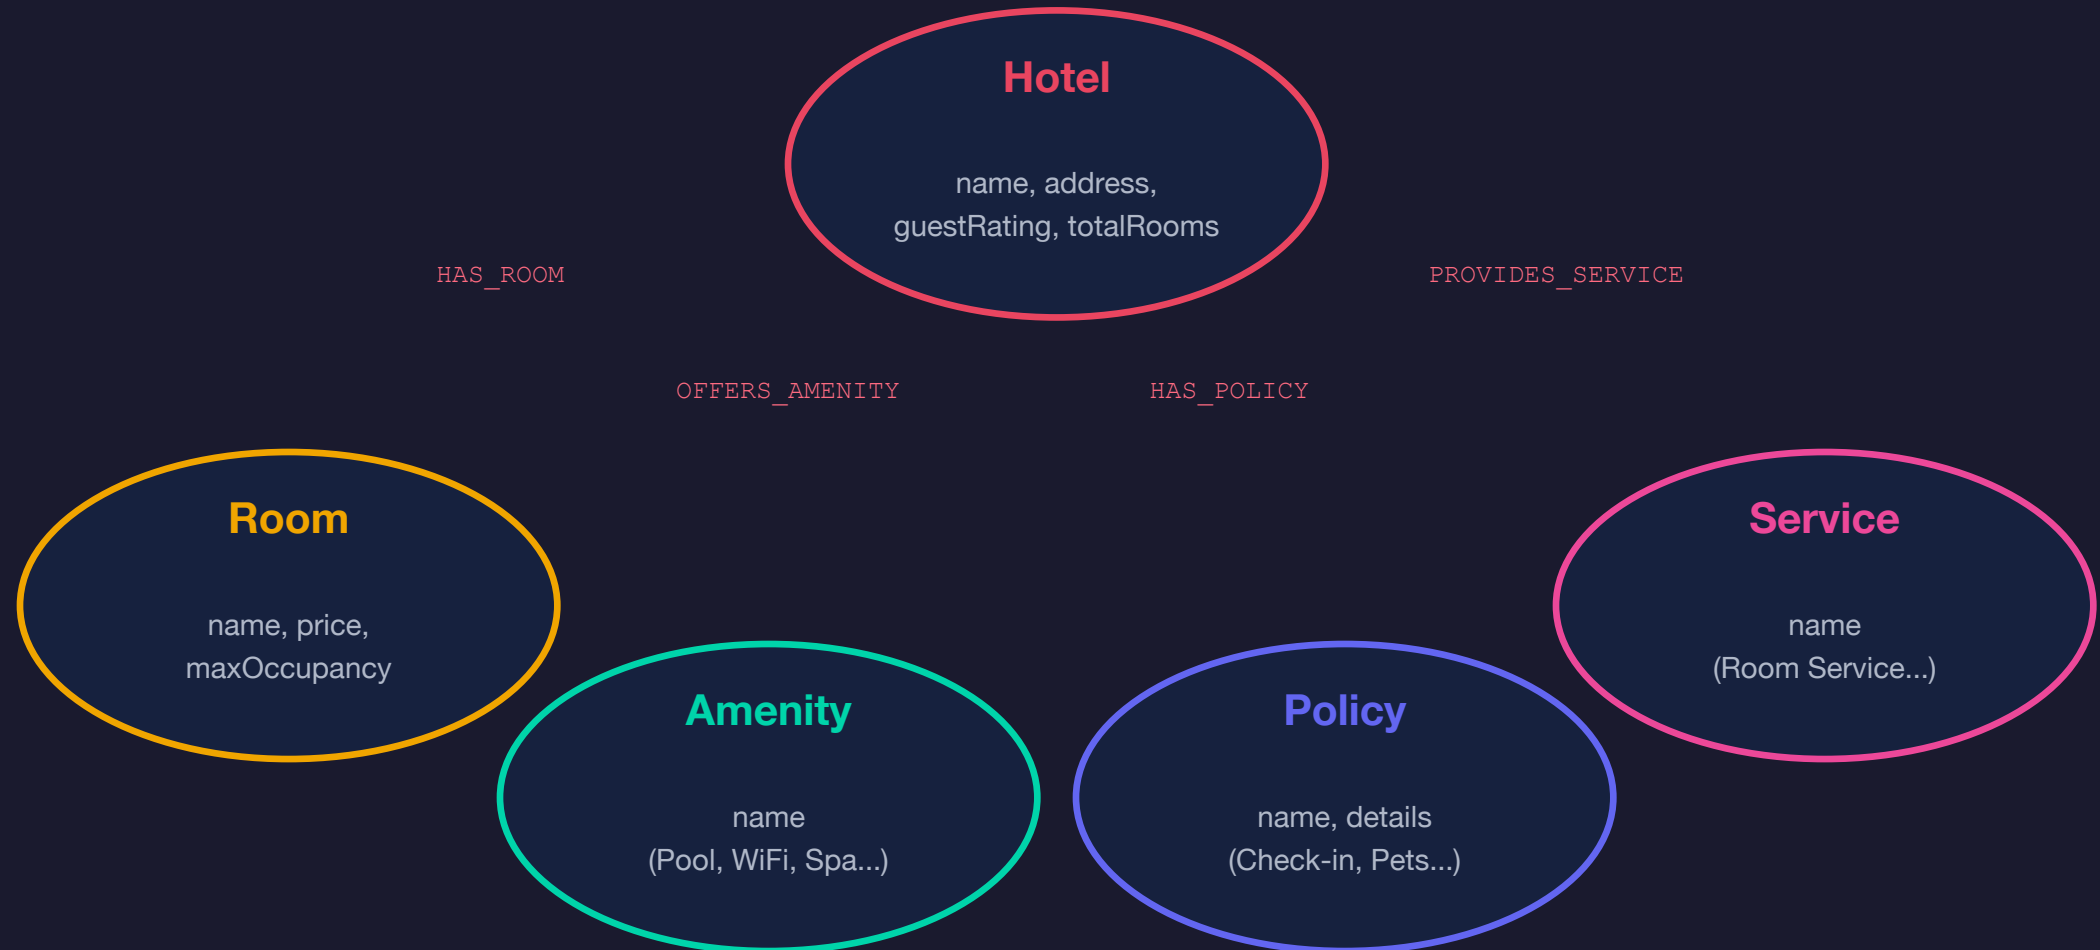 Hotel
name, address,
guestRating, totalRooms
HAS_ROOM
PROVIDES_SERVICE
OFFERS_AMENITY
HAS_POLICY
Room
name, price,
maxOccupancy
Service
name
(Room Service...)
Amenity
name
(Pool, WiFi, Spa...)
Policy
name, details
(Check-in, Pets...)